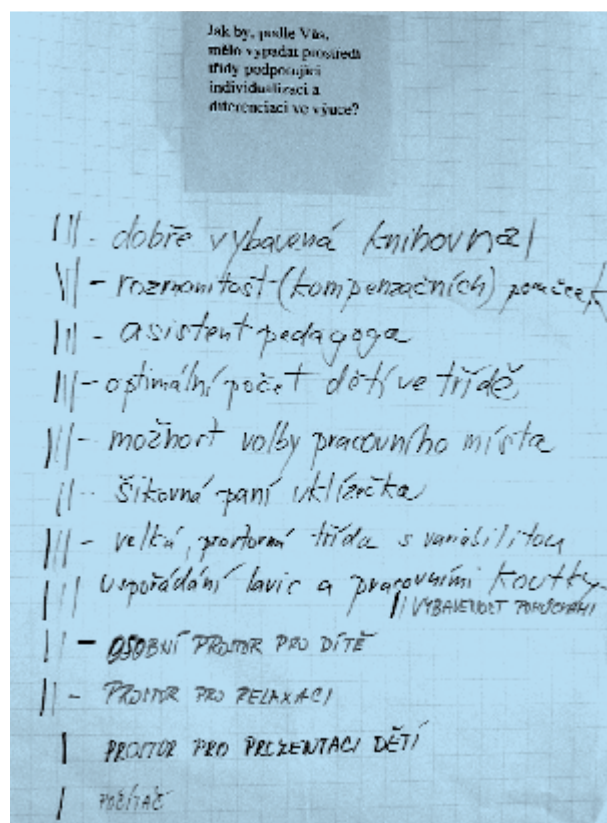 Jak by, podle Vás,
mělo vypadat prostředí
třídy podporující
individualizaci a
diferenciaci ve výuce?
||| - dobře vybavená knihovna |
||| - rozmanitost (kompenzačních) pomůcek
||| - asistent pedagoga
||| - optimální počet dětí ve třídě
||| - možnost volby pracovního místa
|| - šikovná paní uklízečka
||| - velká, prostorná třída s variabilitou
||| uspořádání lavic a pracovními koutky
|| VYBAVENOST POMŮCKAMI
|| - OSOBNÍ PROSTOR PRO DÍTĚ
|| - PROSTOR PRO RELAXACI
| PROSTOR PRO PREZENTACI DĚTÍ
| POČÍTAČ